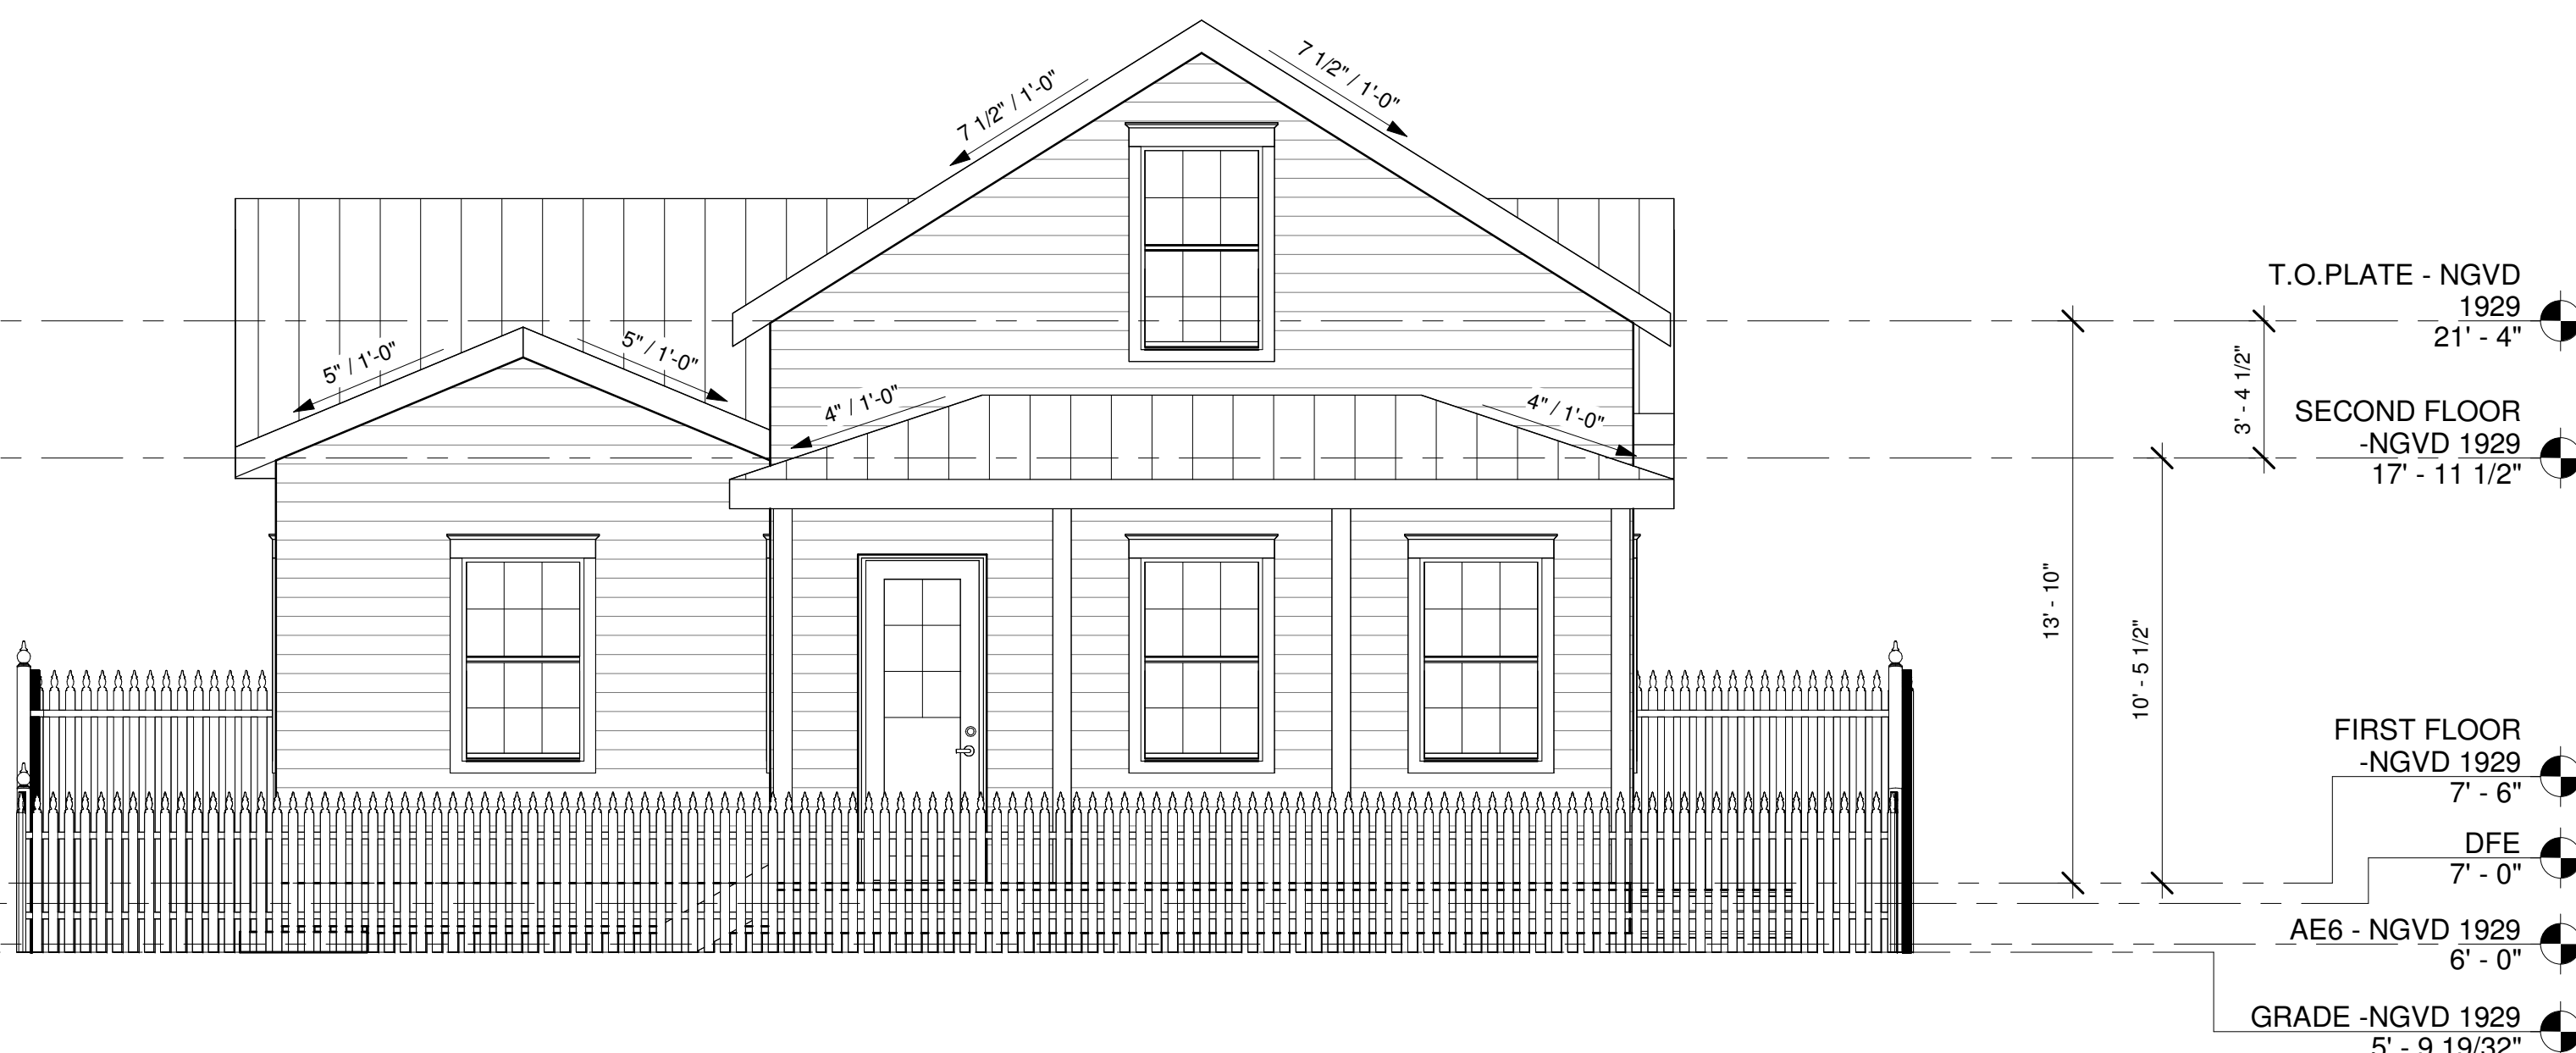 7 1/2" / 1'-0"
7 1/2" / 1'-0"
5" / 1'-0"
5" / 1'-0"
4" / 1'-0"
4" / 1'-0"
T.O.PLATE - NGVD
1929
21' - 4"
3' - 4 1/2"
SECOND FLOOR
-NGVD 1929
17' - 11 1/2"
13' - 10"
10' - 5 1/2"
FIRST FLOOR
-NGVD 1929
7' - 6"
DFE
7' - 0"
AE6 - NGVD 1929
6' - 0"
GRADE -NGVD 1929
5' - 9 19/32"